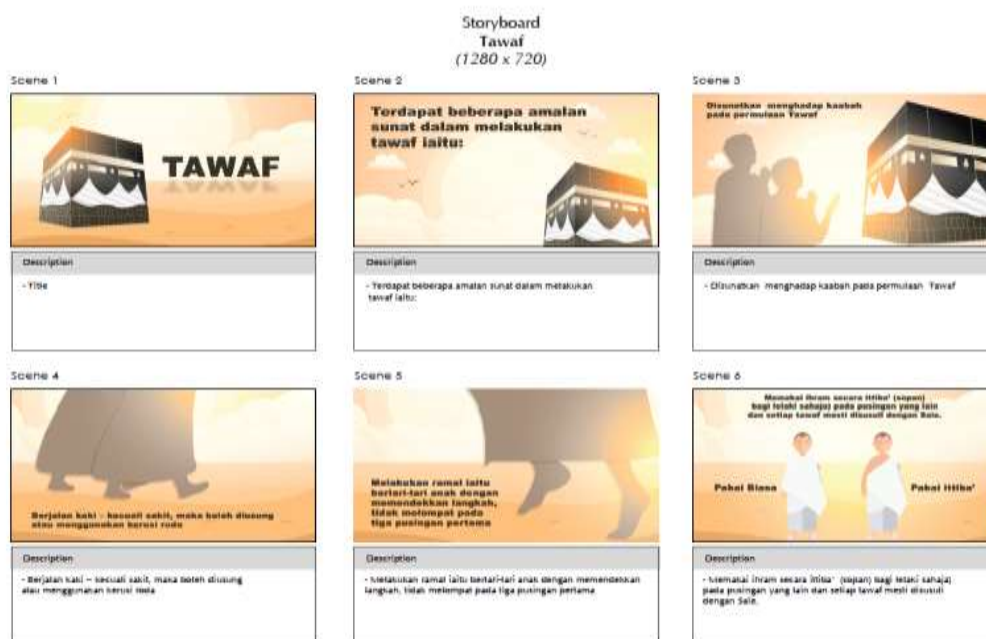 Storyboard
Tawaf
(1280 x 720)
Scene 1
Scene 2
Scene 3
TAWAF
Terdapat beberapa amalan
sunat dalam melakukan
tawaf iaitu:
Disunatkan menghadap kaabah
pada permulaan Tawaf
Description
Description
Description
- Title
- Terdapat beberapa amalan sunat dalam melakukan
tawaf iaitu:
- Disunatkan menghadap kaabah pada permulaan Tawaf
Scene 4
Scene 5
Scene 6
Berjalan kaki – kecuali sakit, maka boleh diusung
atau menggunakan kerusi roda
Melakukan ramal iaitu
berlari-lari anak dengan
memendekkan langkah,
tidak melompat pada
tiga pusingan pertama
Memakai ihram secara ittiba' (sopan)
bagi lelaki sahaja) pada pusingan yang lain
dan setiap tawaf mesti disusuli dengan Saie.
Pakai Biasa
Pakai Ittiba'
Description
Description
Description
- Berjalan kaki – kecuali sakit, maka boleh diusung
atau menggunakan kerusi roda
- Melakukan ramal iaitu berlari-lari anak dengan memendekkan
langkah, tidak melompat pada tiga pusingan pertama
- Memakai ihram secara ittiba' (sopan) bagi lelaki sahaja)
pada pusingan yang lain dan setiap tawaf mesti disusuli
dengan Saie.